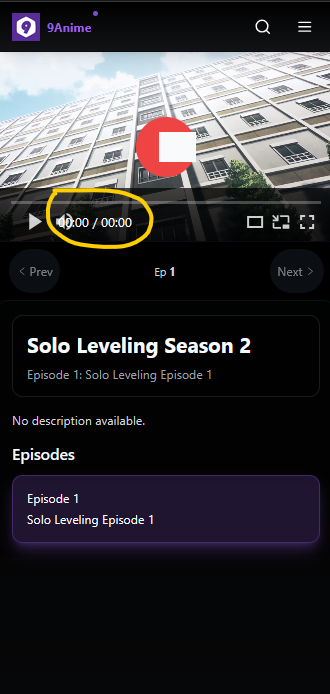 9Anime
00:00 / 00:00
Prev
Ep 1
Next
Solo Leveling Season 2
Episode 1: Solo Leveling Episode 1
No description available.
Episodes
Episode 1
Solo Leveling Episode 1